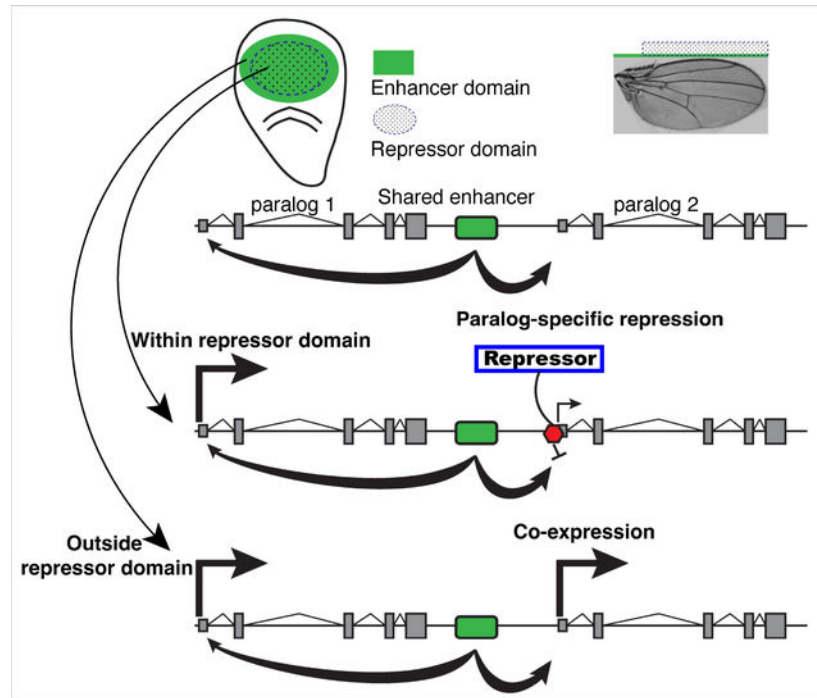 Enhancer domain
Repressor domain
paralog 1
Shared enhancer
paralog 2
Paralog-specific repression
Within repressor domain
Repressor
Outside
repressor domain
Co-expression